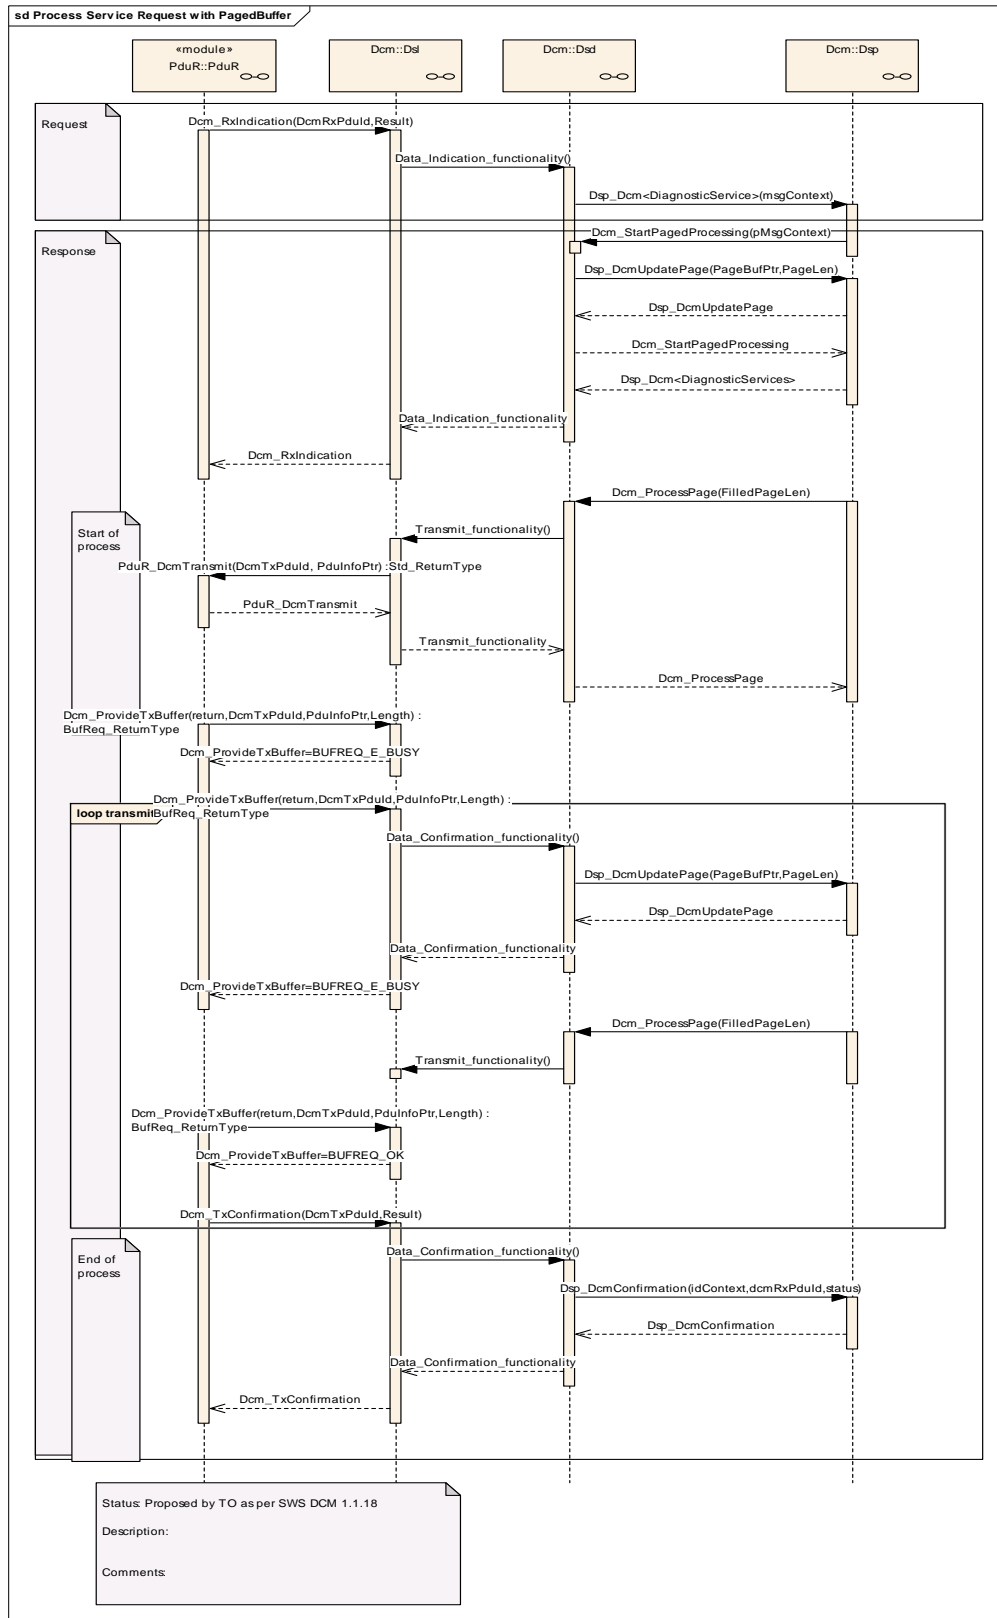 sd Process Service Request with PagedBuffer
«module»
PduR::PduR
Dcm::Dsl
Dcm::Dsd
Dcm::Dsp
Request
Dcm_RxIndication(DcmRxPduId,Result)
Data_Indication_functionality()
Dsp_Dcm<DiagnosticService>(msgContext)
Response
Dcm_StartPagedProcessing(pMsgContext)
Dsp_DcmUpdatePage(PageBufPtr,PageLen)
Dsp_DcmUpdatePage
Dcm_StartPagedProcessing
Dsp_Dcm<DiagnosticServices>
Data_Indication_functionality
Dcm_RxIndication
Dcm_ProcessPage(FilledPageLen)
Start of
process
Transmit_functionality()
PduR_DcmTransmit(DcmTxPduId, PduInfoPtr) :Std_ReturnType
PduR_DcmTransmit
Transmit_functionality
Dcm_ProcessPage
Dcm_ProvideTxBuffer(return,DcmTxPduId,PduInfoPtr,Length) :
BufReq_ReturnType
Dcm_ProvideTxBuffer=BUFREQ_E_BUSY
Dcm_ProvideTxBuffer(return,DcmTxPduId,PduInfoPtr,Length) :
loop transmit
BufReq_ReturnType
Data_Confirmation_functionality()
Dsp_DcmUpdatePage(PageBufPtr,PageLen)
Dsp_DcmUpdatePage
Data_Confirmation_functionality
Dcm_ProvideTxBuffer=BUFREQ_E_BUSY
Dcm_ProcessPage(FilledPageLen)
Transmit_functionality()
Dcm_ProvideTxBuffer(return,DcmTxPduId,PduInfoPtr,Length) :
BufReq_ReturnType
Dcm_ProvideTxBuffer=BUFREQ_OK
Dcm_TxConfirmation(DcmTxPduId,Result)
End of
process
Data_Confirmation_functionality()
Dsp_DcmConfirmation(idContext,dcmRxPduId,status)
Dsp_DcmConfirmation
Data_Confirmation_functionality
Dcm_TxConfirmation
Status: Proposed by TO as per SWS DCM 1.1.18
Description:
Comments: